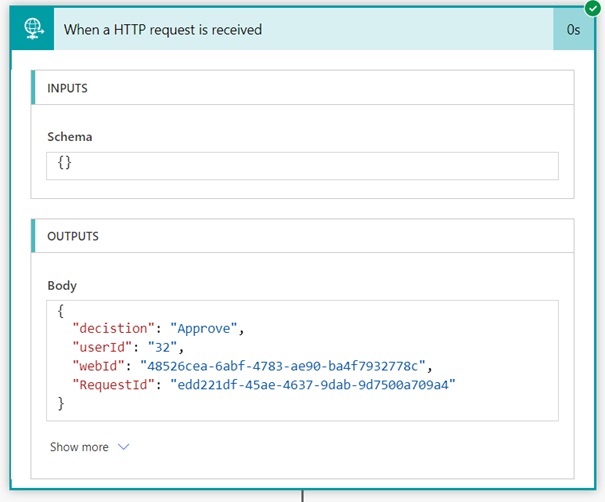 When a HTTP request is received
0s
INPUTS
Schema
{}
OUTPUTS
Body
{
"decistion": "Approve",
"userId": "32",
"webId": "48526cea-6abf-4783-ae90-ba4f7932778c",
"RequestId": "edd221df-45ae-4637-9dab-9d7500a709a4"
}
Show more